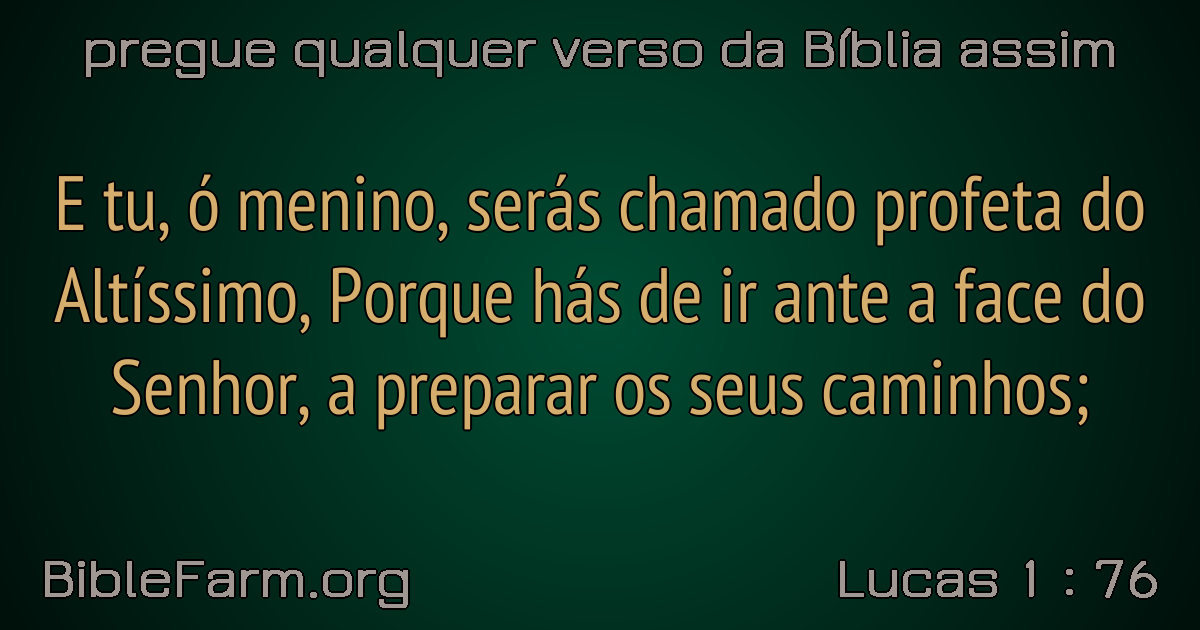 pregue qualquer verso da Bíblia assim
E tu, ó menino, serás chamado profeta do
Altíssimo, Porque hás de ir ante a face do
Senhor, a preparar os seus caminhos;
BibleFarm.org
Lucas 1 : 76